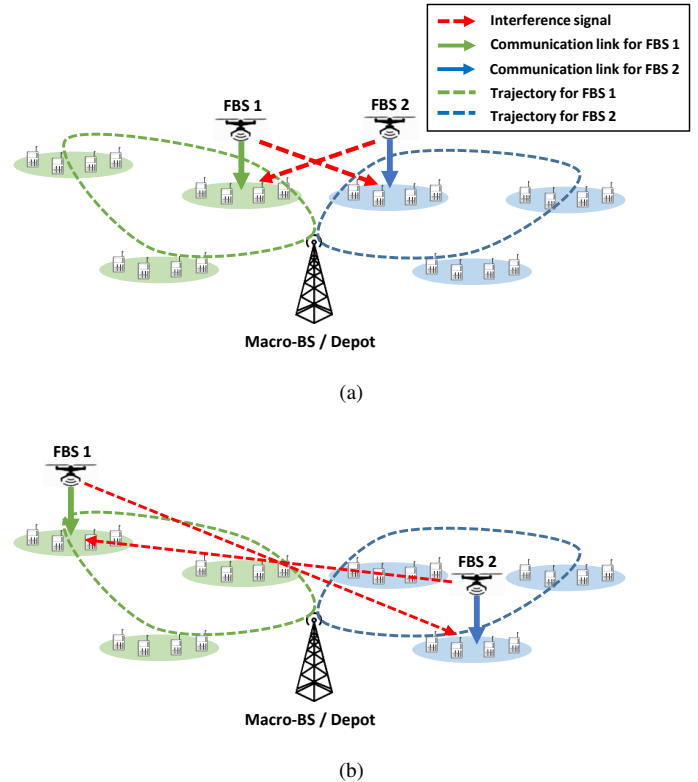 Interference signal
Communication link for FBS 1
Communication link for FBS 2
Trajectory for FBS 1
Trajectory for FBS 2
FBS 1
FBS 2
Macro-BS / Depot
(a)
FBS 1
FBS 2
Macro-BS / Depot
(b)